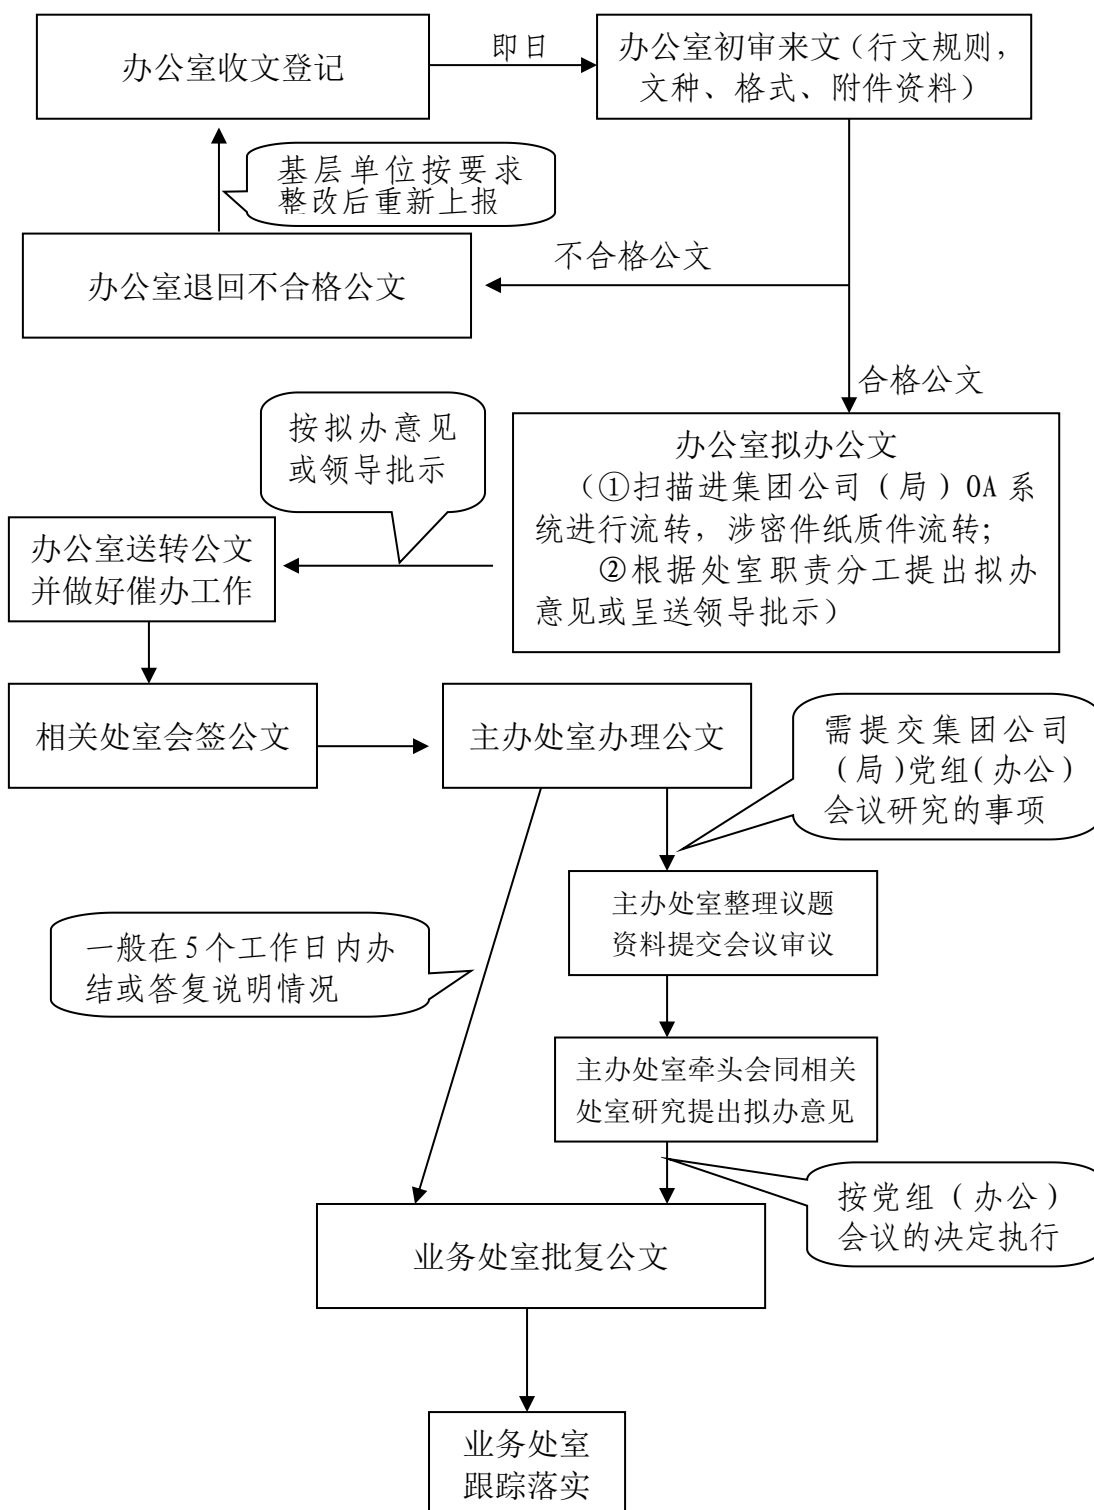 办公室收文登记
即日
办公室初审来文（行文规则，
文种、格式、附件资料）
基层单位按要求
整改后重新上报
办公室退回不合格公文
不合格公文
合格公文
按拟办意见
或领导批示
办公室拟办公文
（①扫描进集团公司（局）OA 系
统进行流转，涉密件纸质件流转；
②根据处室职责分工提出拟办
意见或呈送领导批示）
办公室送转公文
并做好催办工作
相关处室会签公文
主办处室办理公文
需提交集团公司
（局）党组（办公）
会议研究的事项
主办处室整理议题
资料提交会议审议
一般在 5 个工作日内办
结或答复说明情况
主办处室牵头会同相关
处室研究提出拟办意见
按党组（办公）
会议的决定执行
业务处室批复公文
业务处室
跟踪落实